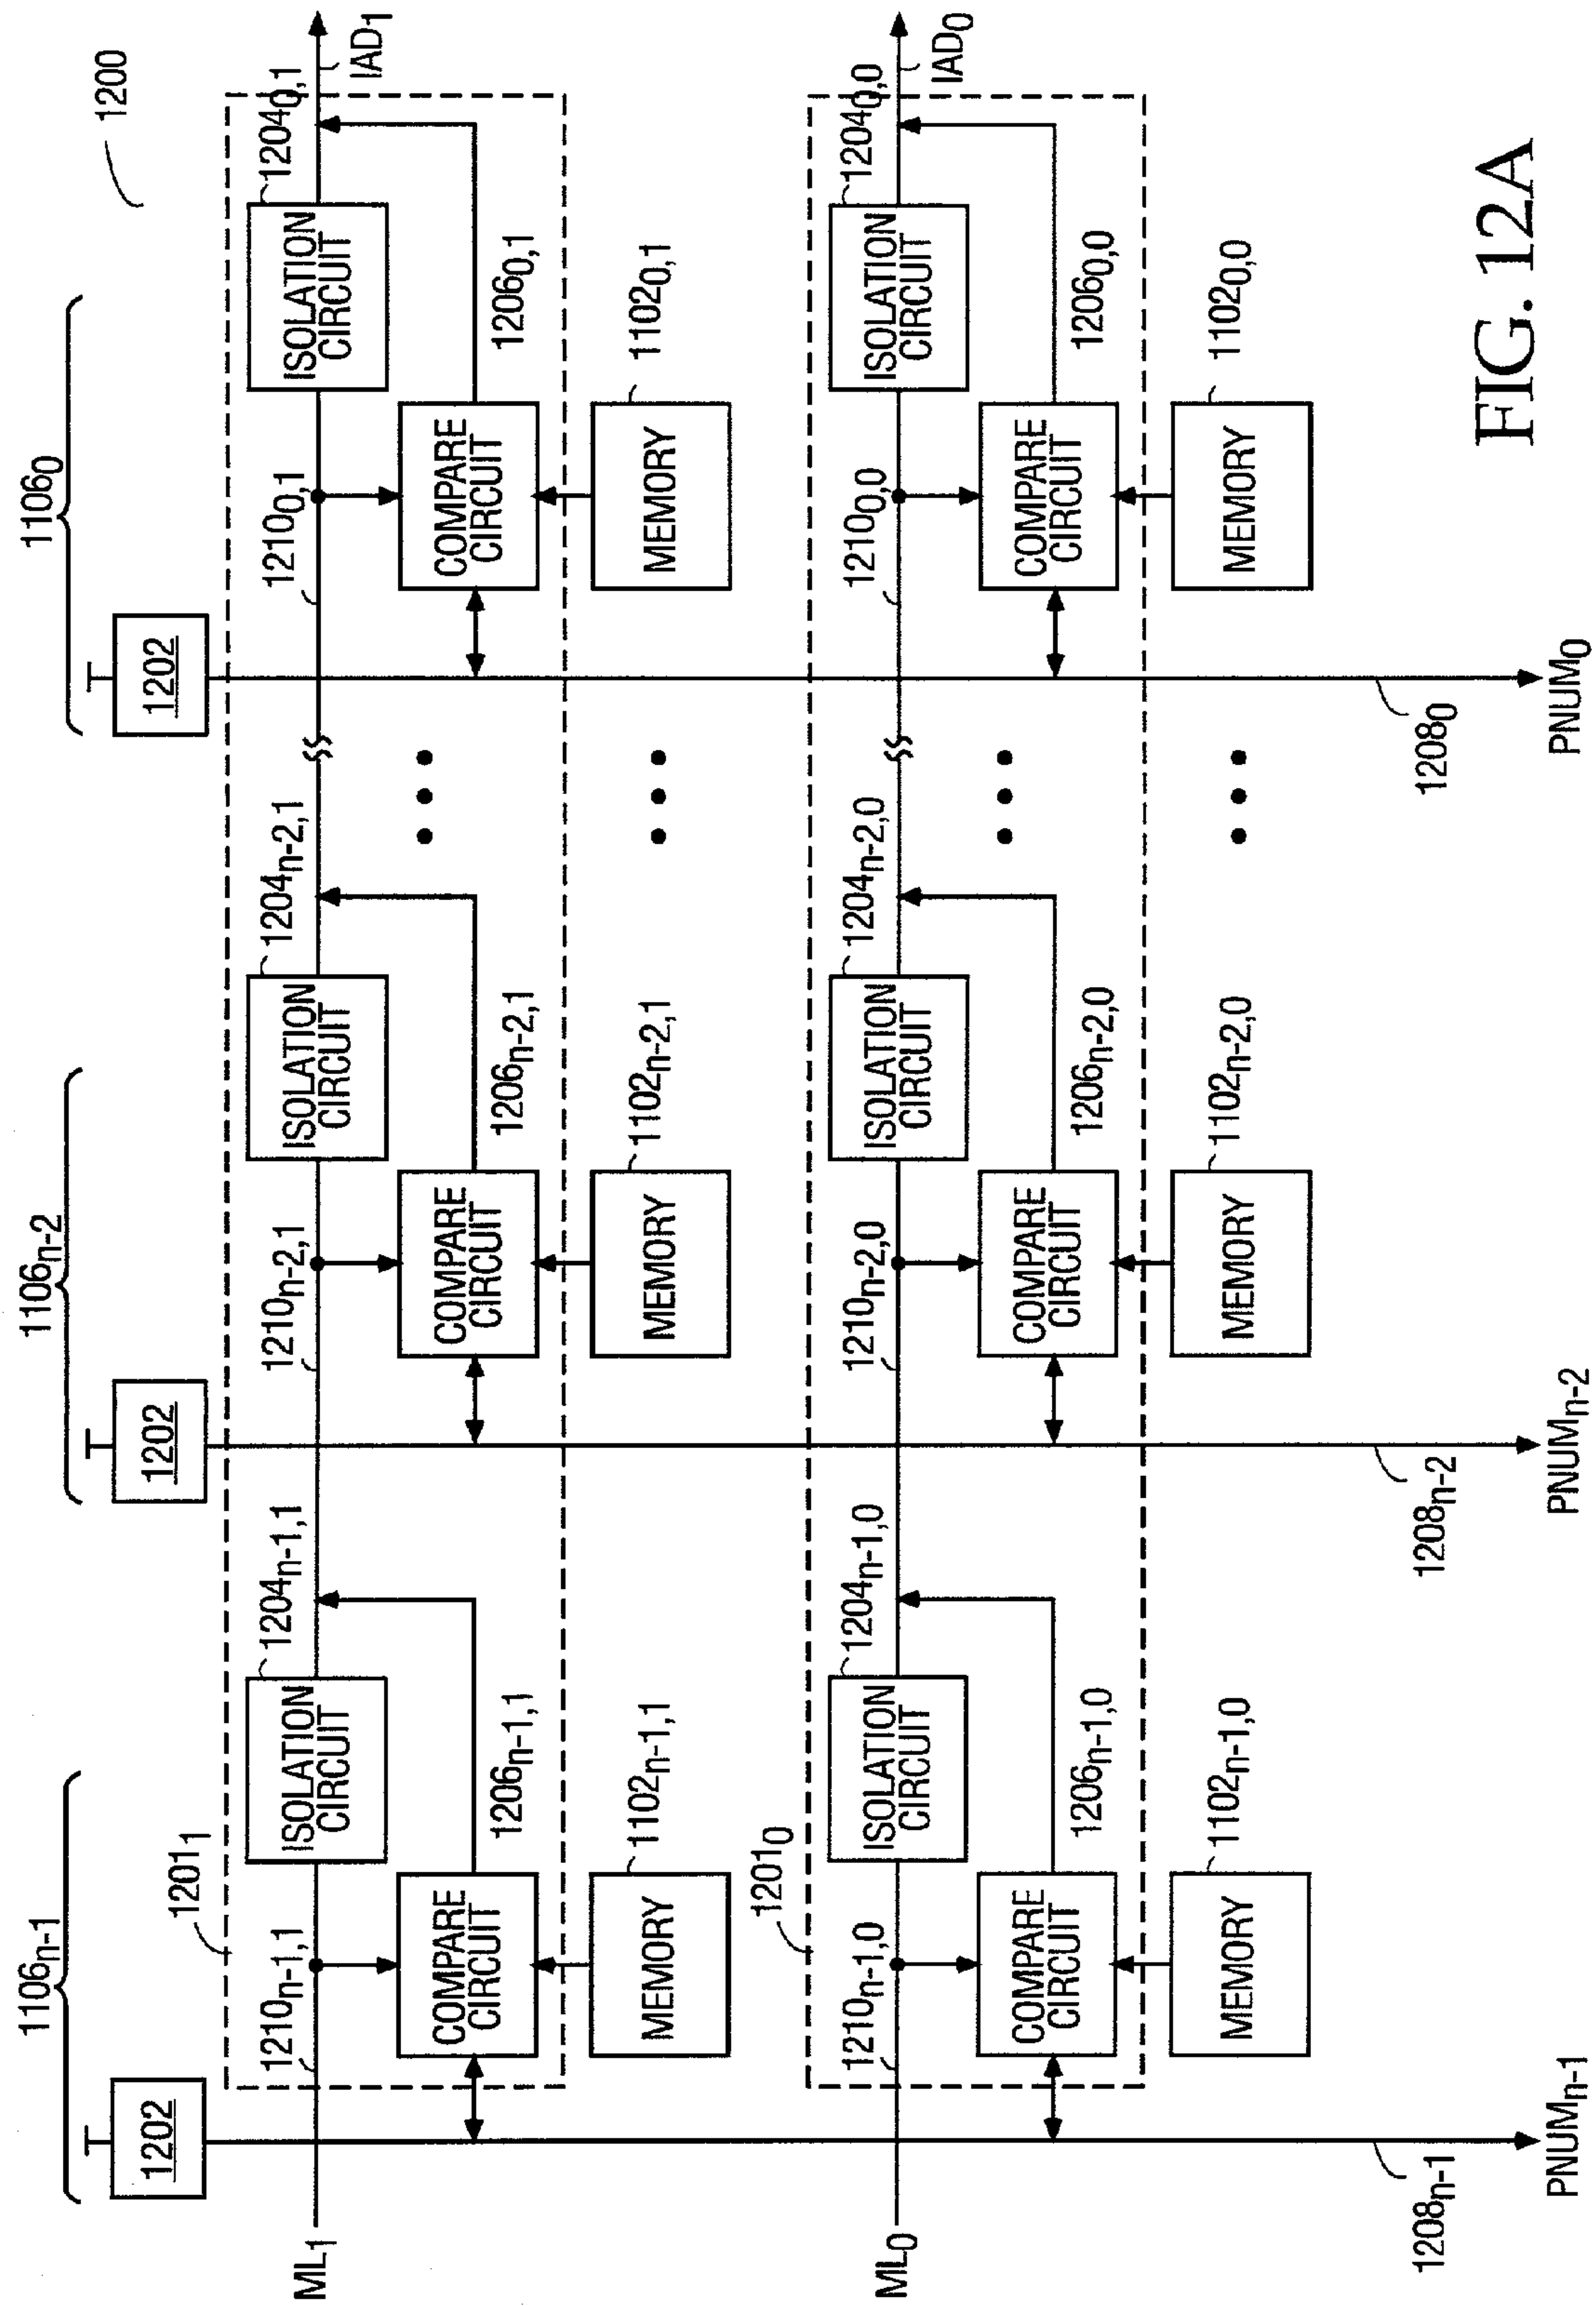 1200
1106n-1
1106n-2
11060
1202
1202
1202
12011
1210n-1,1
1204n-1,1
1210n-2,1
1204n-2,1
12100,1
12040,1
ML1
ISOLATION
CIRCUIT
ISOLATION
CIRCUIT
ISOLATION
CIRCUIT
IAD1
COMPARE
CIRCUIT
1206n-1,1
COMPARE
CIRCUIT
1206n-2,1
COMPARE
CIRCUIT
12060,1
MEMORY
1102n-1,1
MEMORY
1102n-2,1
MEMORY
11020,1
12010
1210n-1,0
1204n-1,0
1210n-2,0
1204n-2,0
12100,0
12040,0
ML0
ISOLATION
CIRCUIT
ISOLATION
CIRCUIT
ISOLATION
CIRCUIT
IAD0
COMPARE
CIRCUIT
1206n-1,0
COMPARE
CIRCUIT
1206n-2,0
COMPARE
CIRCUIT
12060,0
MEMORY
1102n-1,0
MEMORY
1102n-2,0
MEMORY
11020,0
1208n-1
1208n-2
12080
PNUMn-1
PNUMn-2
PNUM0
FIG. 12A